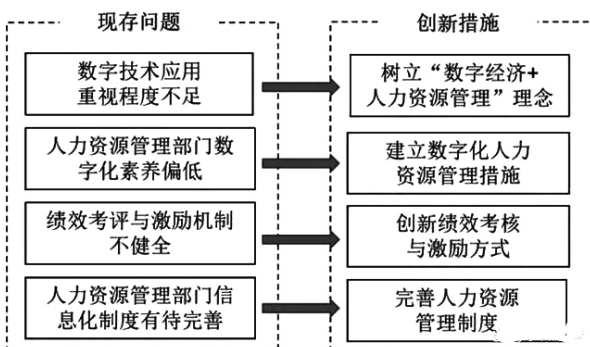 现存问题
创新措施
数字技术应用
重视程度不足
树立“数字经济+
人力资源管理”理念
人力资源管理部门数
字化素养偏低
建立数字化人力
资源管理措施
绩效考评与激励机制
不健全
创新绩效考核
与激励方式
人力资源管理部门信
息化制度有待完善
完善人力资源
管理制度